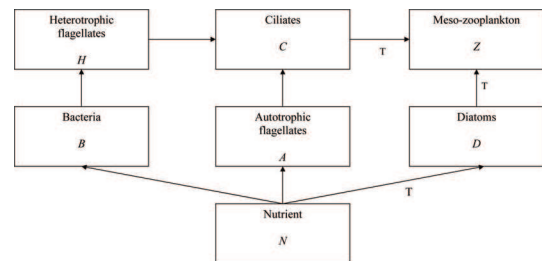 Heterotrophic
flagellates
H
Ciliates
C
Meso-zooplankton
Z
T
T
Bacteria
B
Autotrophic
flagellates
A
Diatoms
D
T
Nutrient
N